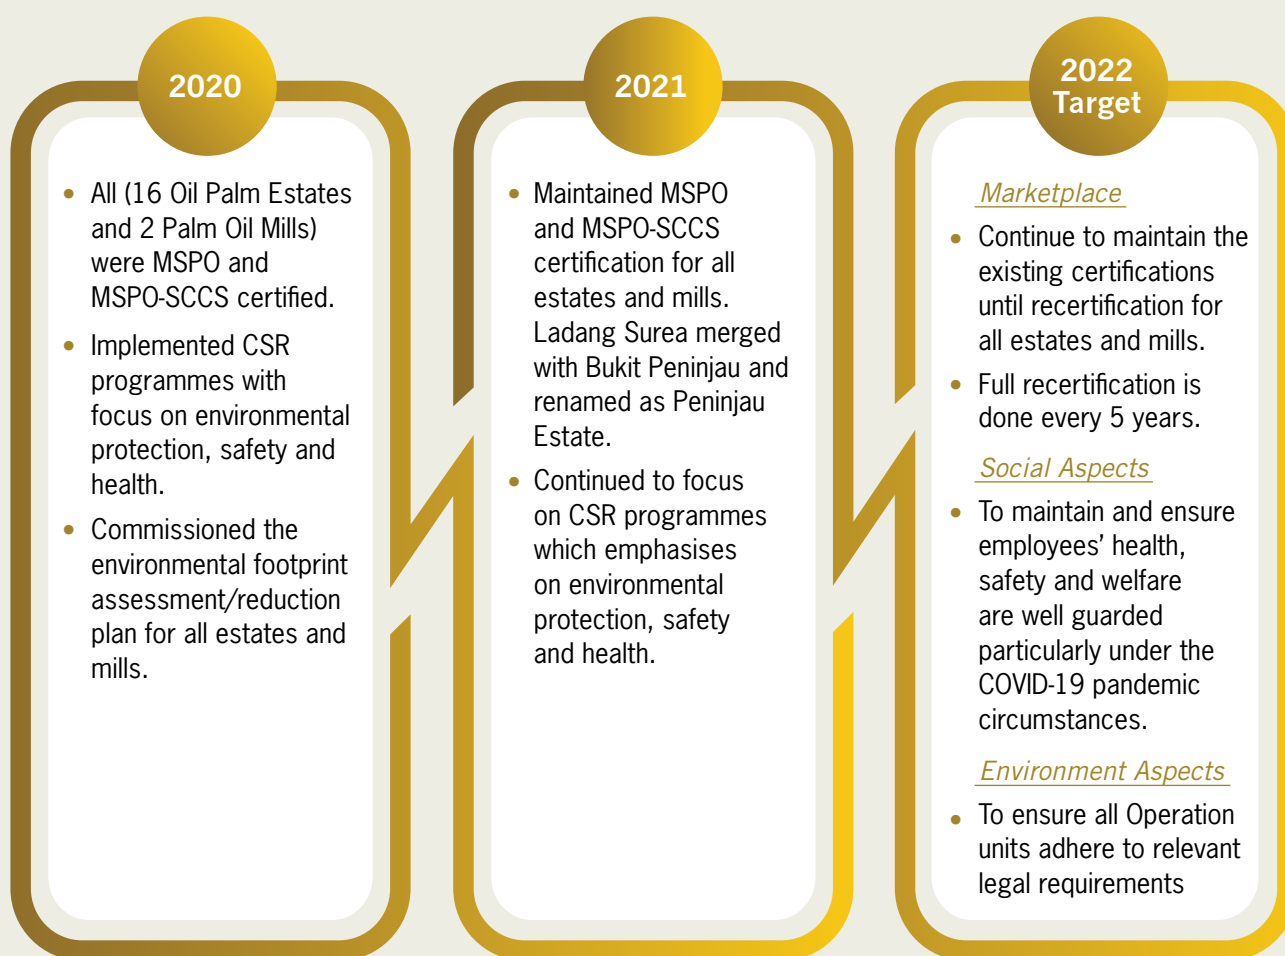 2020
• All (16 Oil Palm Estates
and 2 Palm Oil Mills)
were MSPO and
MSPO-SCCS certified.
• Implemented CSR
programmes with
focus on environmental
protection, safety and
health.
• Commissioned the
environmental footprint
assessment/reduction
plan for all estates and
mills.
2021
• Maintained MSPO
and MSPO-SCCS
certification for all
estates and mills.
Ladang Surea merged
with Bukit Peninjau and
renamed as Peninjau
Estate.
• Continued to focus
on CSR programmes
which emphasises
on environmental
protection, safety
and health.
2022
Target
Marketplace
• Continue to maintain the
existing certifications
until recertification for
all estates and mills.
• Full recertification is
done every 5 years.
Social Aspects
• To maintain and ensure
employees’ health,
safety and welfare
are well guarded
particularly under the
COVID-19 pandemic
circumstances.
Environment Aspects
• To ensure all Operation
units adhere to relevant
legal requirements